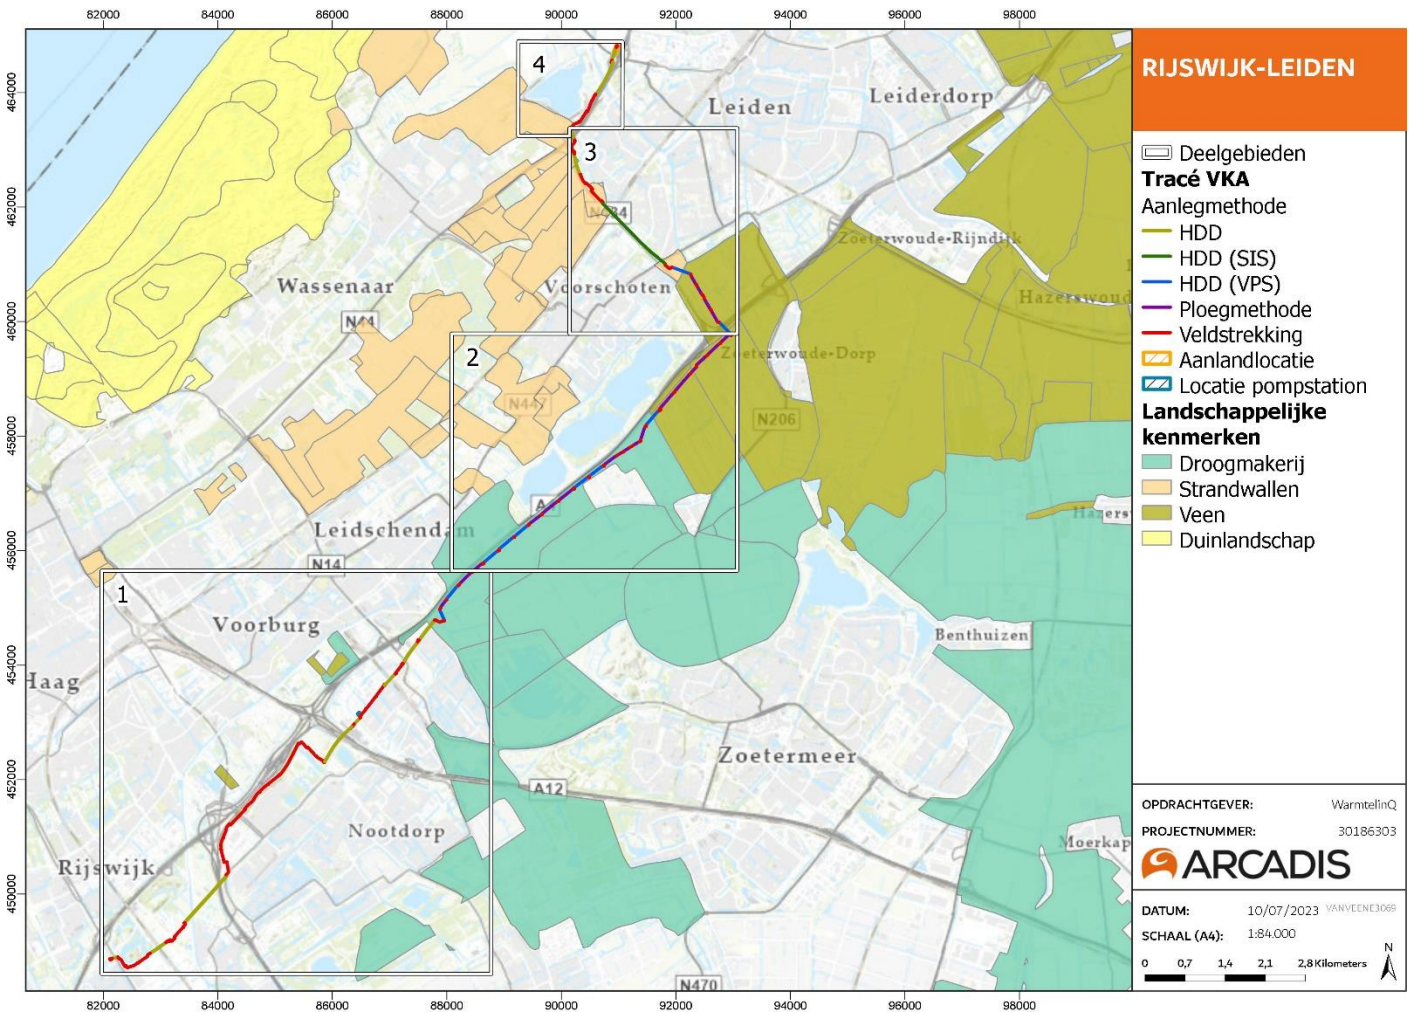 82000 84000 86000 88000 90000 92000 94000 96000 98000
464000
462000
460000
458000
456000
454000
452000
450000
4
3
2
1
Leiden
Leiderdorp
Zoeterwoude-Rijndijk
Wassenaar
N44
Voorschoten
Zoeterwoude-Dorp
N447
N206
Leidschendam
N14
Voorburg
Benthuizen
Haag
Zoetermeer
A12
Nootdorp
Rijswijk
N470
82000 84000 86000 88000 90000 92000 94000 96000 98000
RIJSWIJK-LEIDEN
Deelgebieden
Tracé VKA
Aanlegmethode
HDD
HDD (SIS)
HDD (VPS)
Ploegmethode
Veldstrekking
Aanlandlocatie
Locatie pompstation
Landschappelijke
kenmerken
Droogmakerij
Strandwallen
Veen
Duinlandschap
OPDRACHTGEVER: WarmtelinQ
PROJECTNUMMER: 30186303
ARCADIS
DATUM: 10/07/2023 VANVEENE3069
SCHAAL (A4): 1:84.000
0 0,7 1,4 2,1 2,8 Kilometers
N